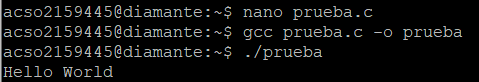 acso2159445@diamante:~$ nano prueba.c
acso2159445@diamante:~$ gcc prueba.c -o prueba
acso2159445@diamante:~$ ./prueba
Hello World